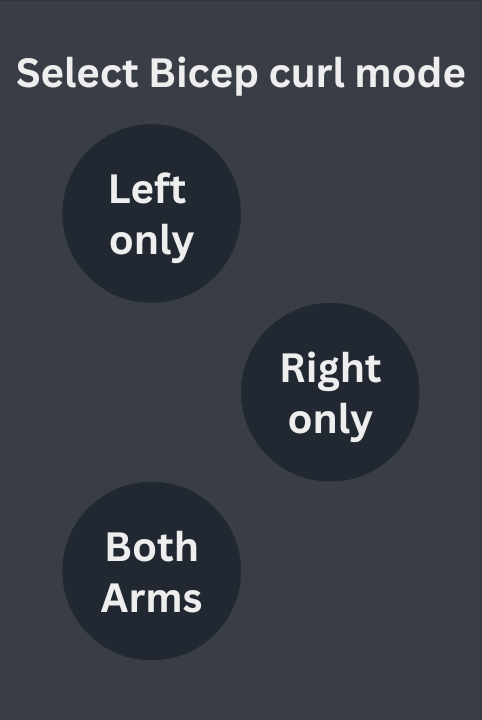 Select Bicep curl mode
Left
only
Right
only
Both
Arms